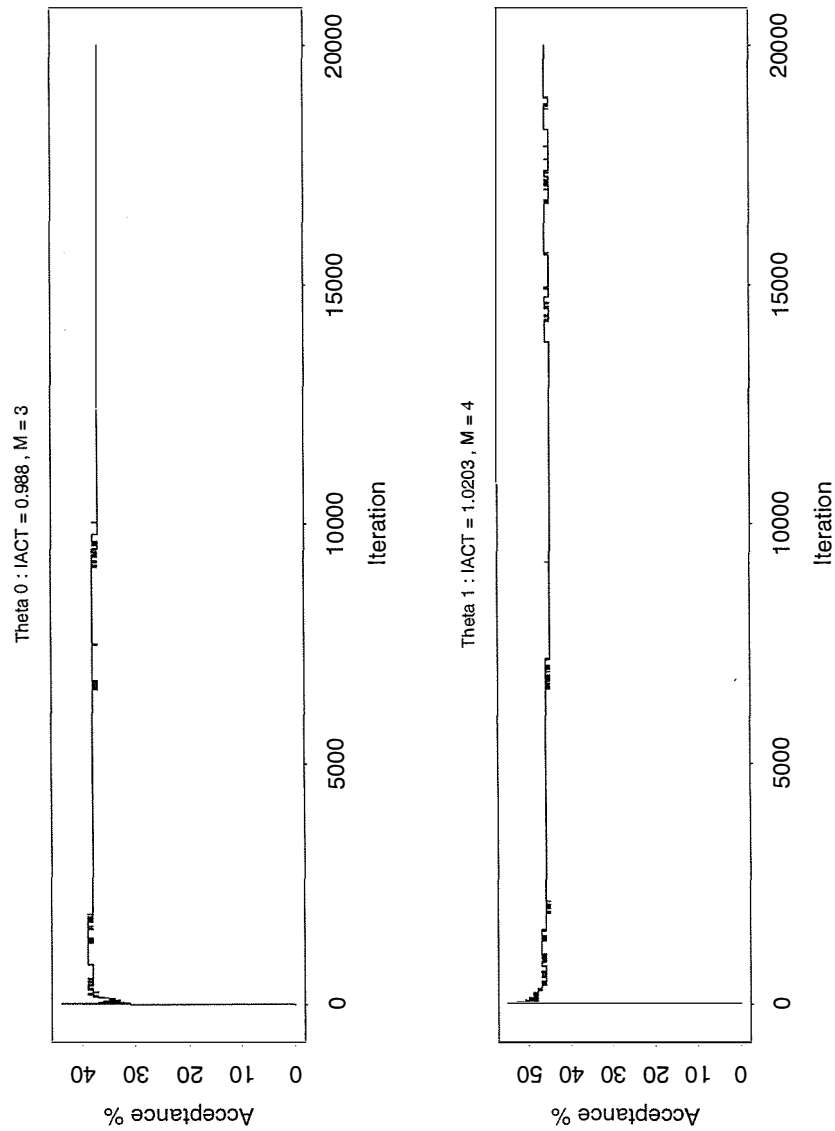 Theta 0 : IACT = 0.988 , M = 3
Acceptance %
0 10 20 30 40
0 5000 10000 15000 20000
Iteration
Theta 1 : IACT = 1.0203 , M = 4
Acceptance %
0 10 20 30 40 50
0 5000 10000 15000 20000
Iteration